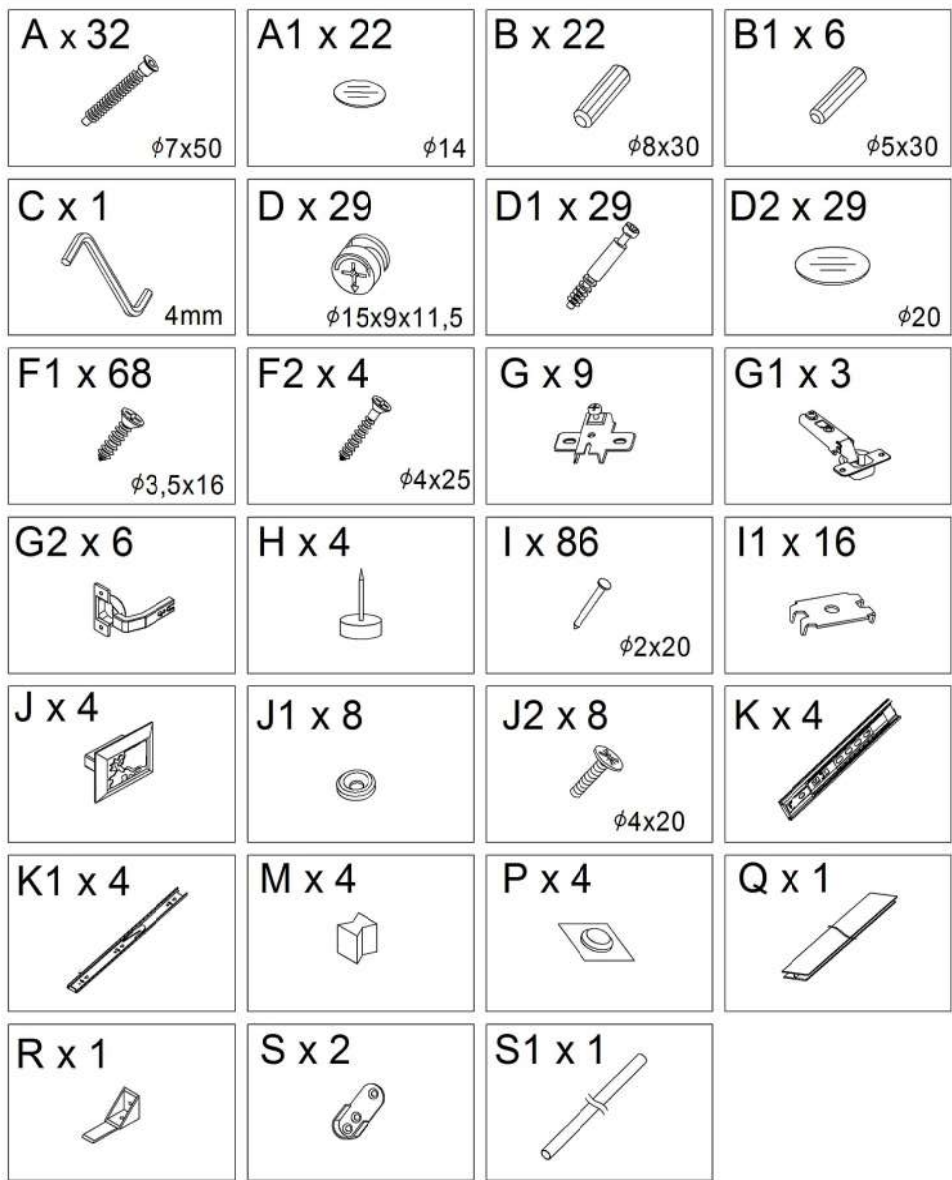 A x 32
ϕ7x50
A1 x 22
ϕ14
B x 22
ϕ8x30
B1 x 6
ϕ5x30
C x 1
4mm
D x 29
ϕ15x9x11,5
D1 x 29
D2 x 29
ϕ20
F1 x 68
ϕ3,5x16
F2 x 4
ϕ4x25
G x 9
G1 x 3
G2 x 6
H x 4
I x 86
ϕ2x20
I1 x 16
J x 4
J1 x 8
J2 x 8
ϕ4x20
K x 4
K1 x 4
M x 4
P x 4
Q x 1
R x 1
S x 2
S1 x 1